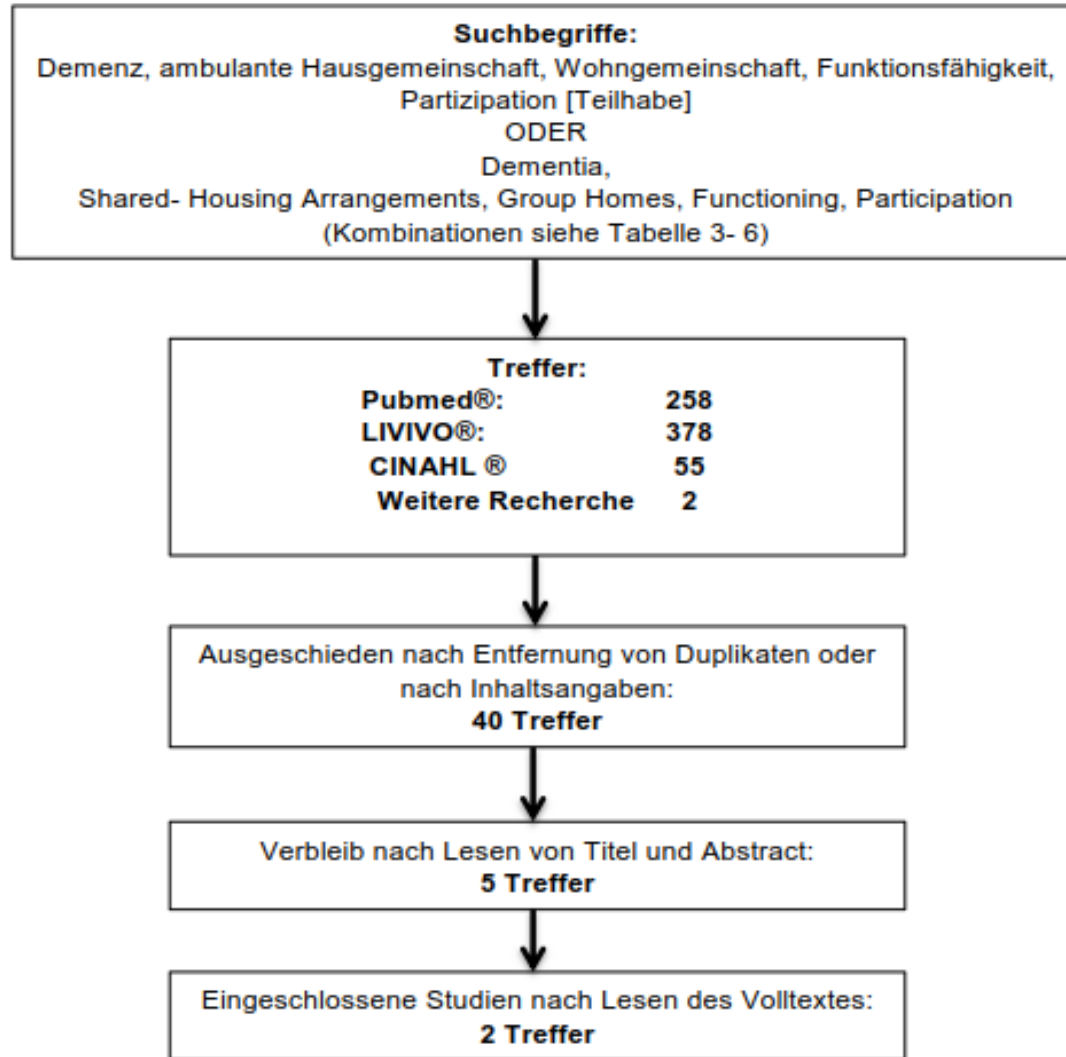 Suchbegriffe:
Demenz, ambulante Hausgemeinschaft, Wohngemeinschaft, Funktionsfähigkeit,
Partizipation [Teilhabe]
ODER
Dementia,
Shared- Housing Arrangements, Group Homes, Functioning, Participation
(Kombinationen siehe Tabelle 3- 6)
Treffer:
Pubmed®: 258
LIVIVO®: 378
CINAHL ® 55
Weitere Recherche 2
Ausgeschieden nach Entfernung von Duplikaten oder
nach Inhaltsangaben:
40 Treffer
Verbleib nach Lesen von Titel und Abstract:
5 Treffer
Eingeschlossene Studien nach Lesen des Volltextes:
2 Treffer